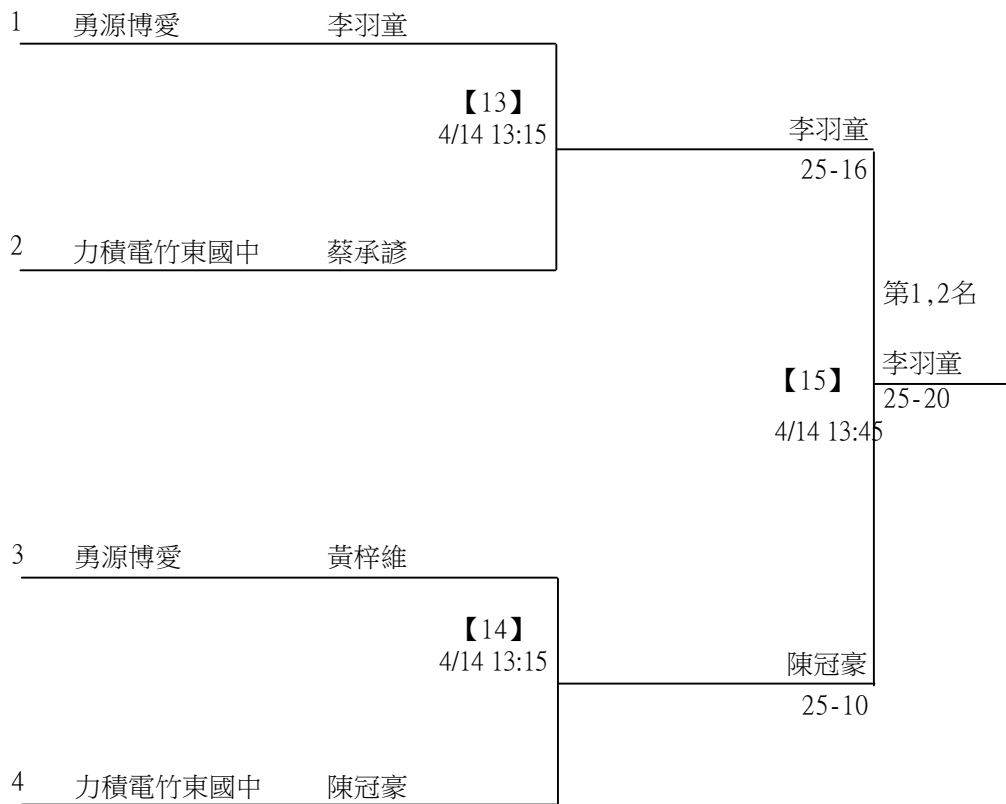 1 勇源博愛 李羽童
【13】
4/14 13:15
李羽童
25-16
2 力積電竹東國中 蔡承諺
第1,2名
李羽童
【15】
25-20
4/14 13:45
3 勇源博愛 黃梓維
【14】
4/14 13:15
陳冠豪
25-10
4 力積電竹東國中 陳冠豪